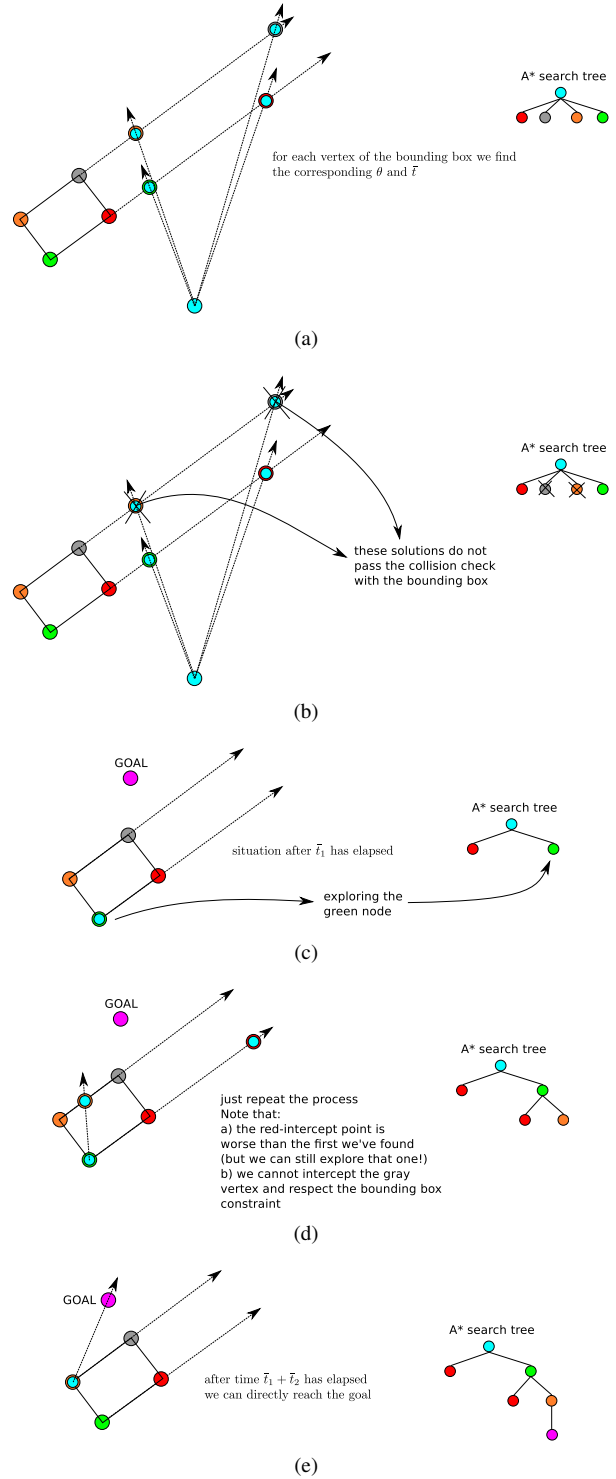 A* search tree
for each vertex of the bounding box we find
the corresponding θ and t̄
(a)
A* search tree
these solutions do not
pass the collision check
with the bounding box
(b)
GOAL
A* search tree
situation after t̄₁ has elapsed
exploring the
green node
(c)
GOAL
A* search tree
just repeat the process
Note that:
a) the red-intercept point is
worse than the first we've found
(but we can still explore that one!)
b) we cannot intercept the gray
vertex and respect the bounding box
constraint
(d)
GOAL
A* search tree
after time t̄₁ + t̄₂ has elapsed
we can directly reach the goal
(e)